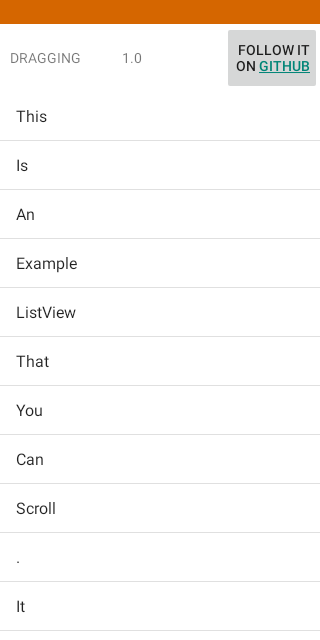 DRAGGING 1.0
FOLLOW IT
ON GITHUB
This
Is
An
Example
ListView
That
You
Can
Scroll
.
It